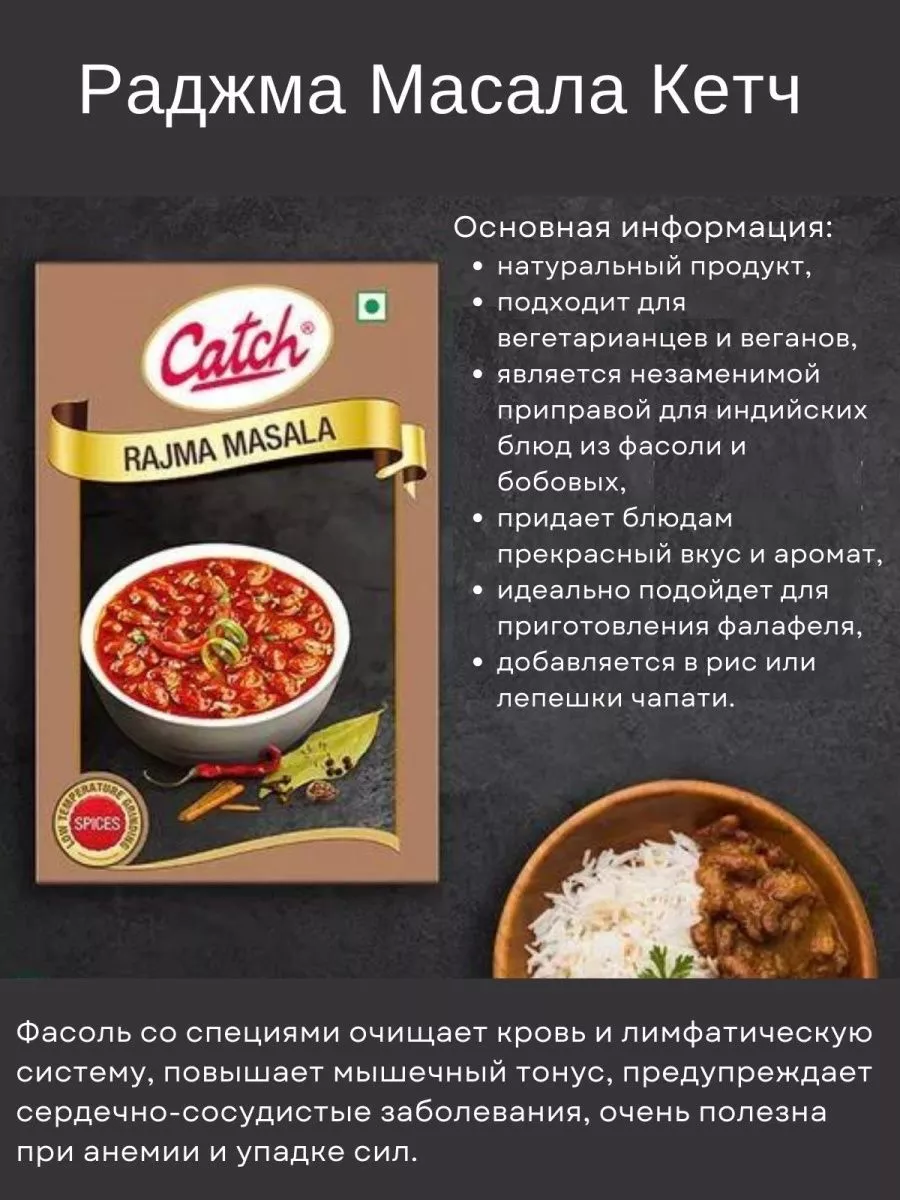 Раджма Масала Кетч
Основная информация:
• натуральный продукт,
• подходит для
вегетарианцев и веганов,
• является незаменимой
приправой для индийских
блюд из фасоли и
бобовых,
• придает блюдам
прекрасный вкус и аромат,
• идеально подойдет для
приготовления фалафеля,
• добавляется в рис или
лепешки чапати.
Catch®
RAJMA MASALA
LOW TEMPERATURE GRINDING
SPICES
Фасоль со специями очищает кровь и лимфатическую
систему, повышает мышечный тонус, предупреждает
сердечно-сосудистые заболевания, очень полезна
при анемии и упадке сил.